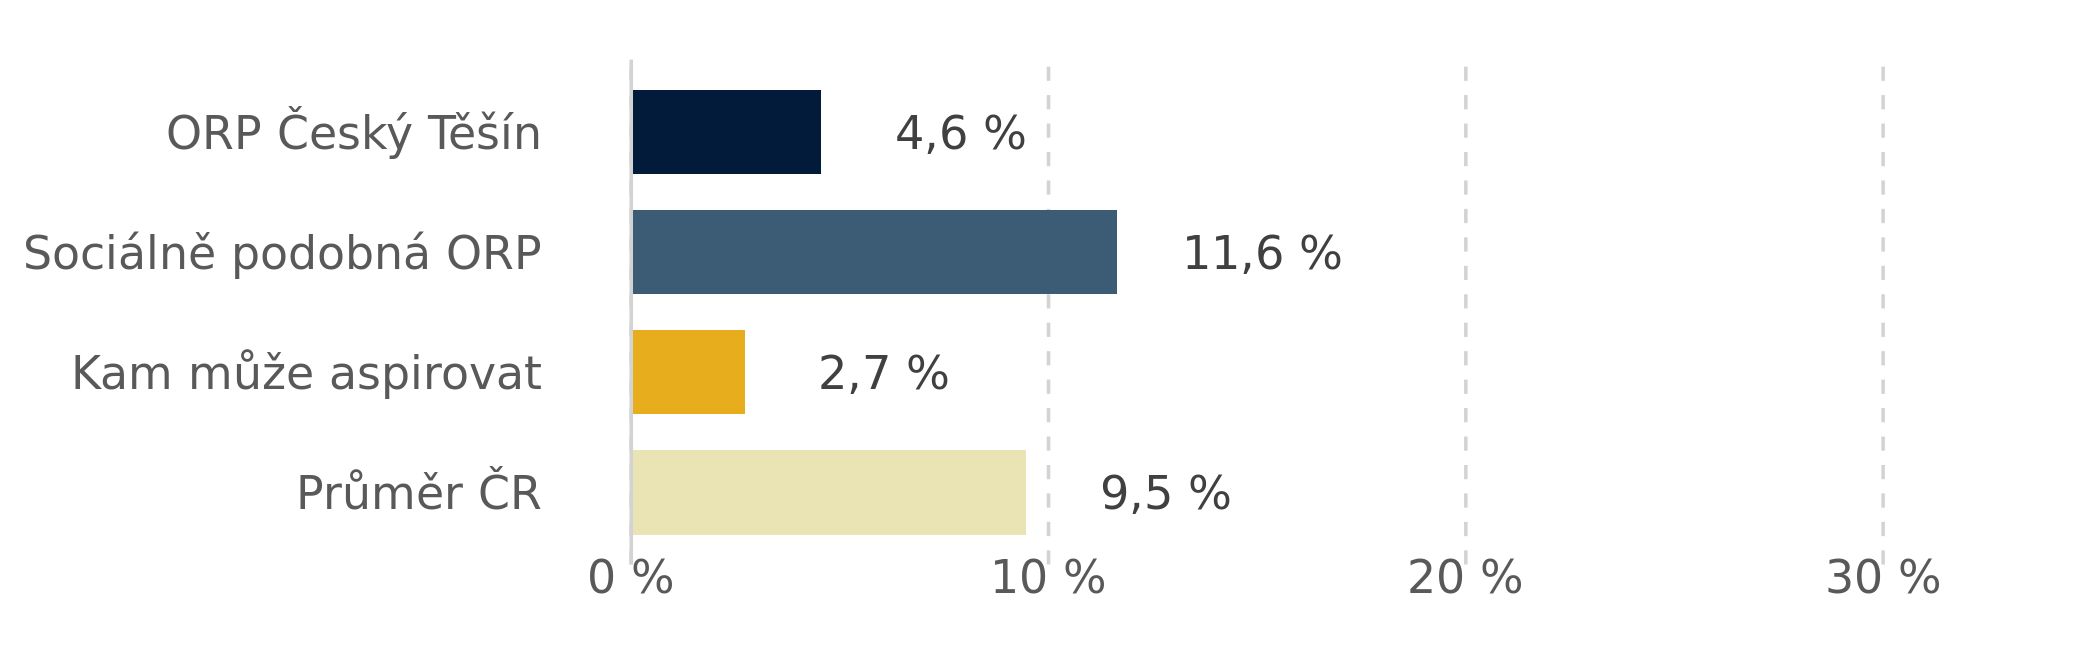 ORP Český Těšín 4,6 %
Sociálně podobná ORP 11,6 %
Kam může aspirovat 2,7 %
Průměr ČR 9,5 %
0 % 10 % 20 % 30 %